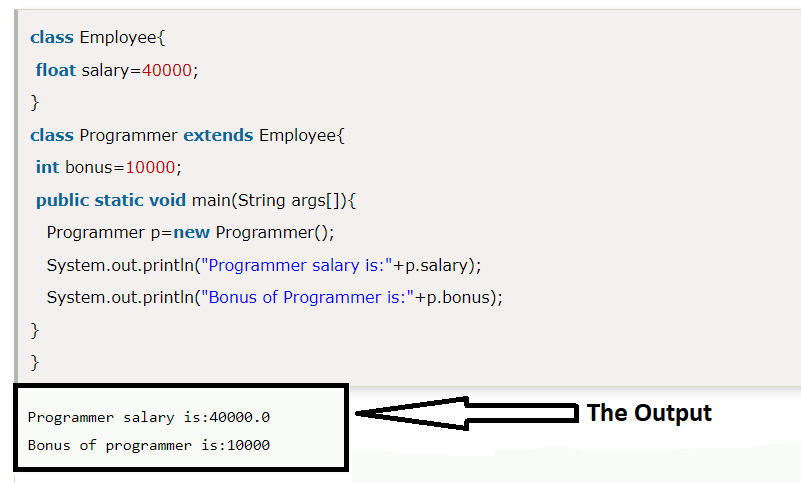 class Employee{
float salary=40000;
}
class Programmer extends Employee{
int bonus=10000;
public static void main(String args[]){
Programmer p=new Programmer();
System.out.println("Programmer salary is:"+p.salary);
System.out.println("Bonus of Programmer is:"+p.bonus);
}
}
Programmer salary is:40000.0
Bonus of programmer is:10000
The Output